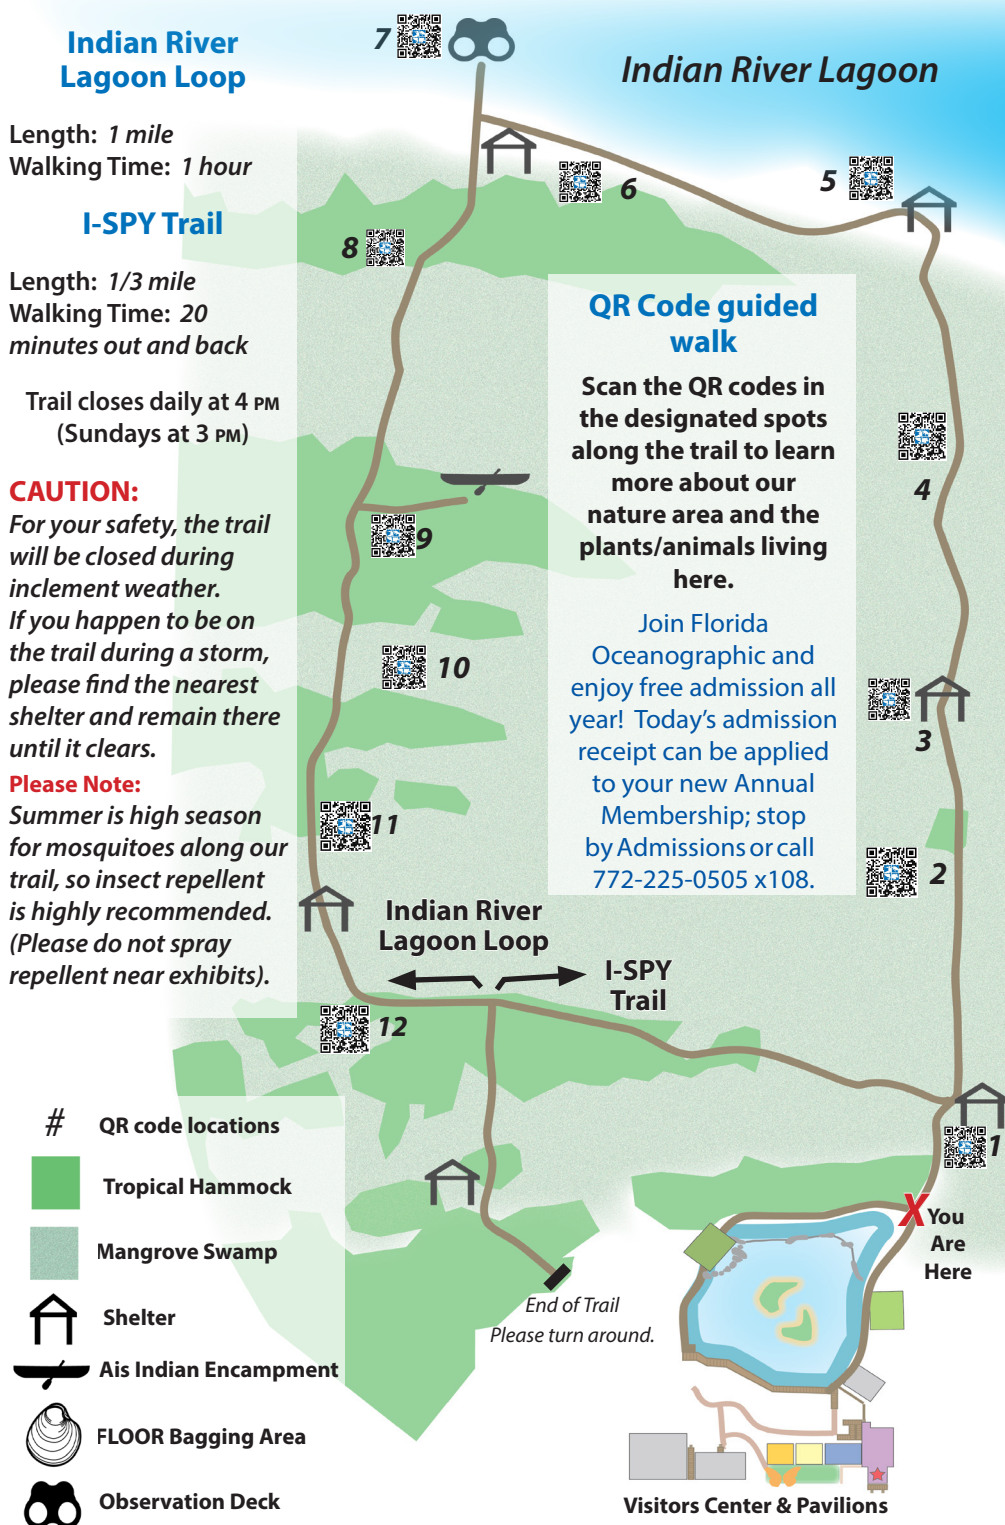 Indian River
Lagoon Loop
Length: 1 mile
Walking Time: 1 hour
I-SPY Trail
Length: 1/3 mile
Walking Time: 20
minutes out and back
Trail closes daily at 4 PM
(Sundays at 3 PM)
CAUTION:
For your safety, the trail
will be closed during
inclement weather.
If you happen to be on
the trail during a storm,
please find the nearest
shelter and remain there
until it clears.
Please Note:
Summer is high season
for mosquitoes along our
trail, so insect repellent
is highly recommended.
(Please do not spray
repellent near exhibits).
7
Indian River Lagoon
6
5
8
QR Code guided
walk
Scan the QR codes in
the designated spots
along the trail to learn
more about our
nature area and the
plants/animals living
here.
Join Florida
Oceanographic and
enjoy free admission all
year! Today's admission
receipt can be applied
to your new Annual
Membership; stop
by Admissions or call
772-225-0505 x108.
4
9
10
3
11
2
Indian River
Lagoon Loop
I-SPY
Trail
12
1
X You
Are
Here
End of Trail
Please turn around.
# QR code locations
Tropical Hammock
Mangrove Swamp
Shelter
Ais Indian Encampment
FLOOR Bagging Area
Observation Deck
Visitors Center & Pavilions